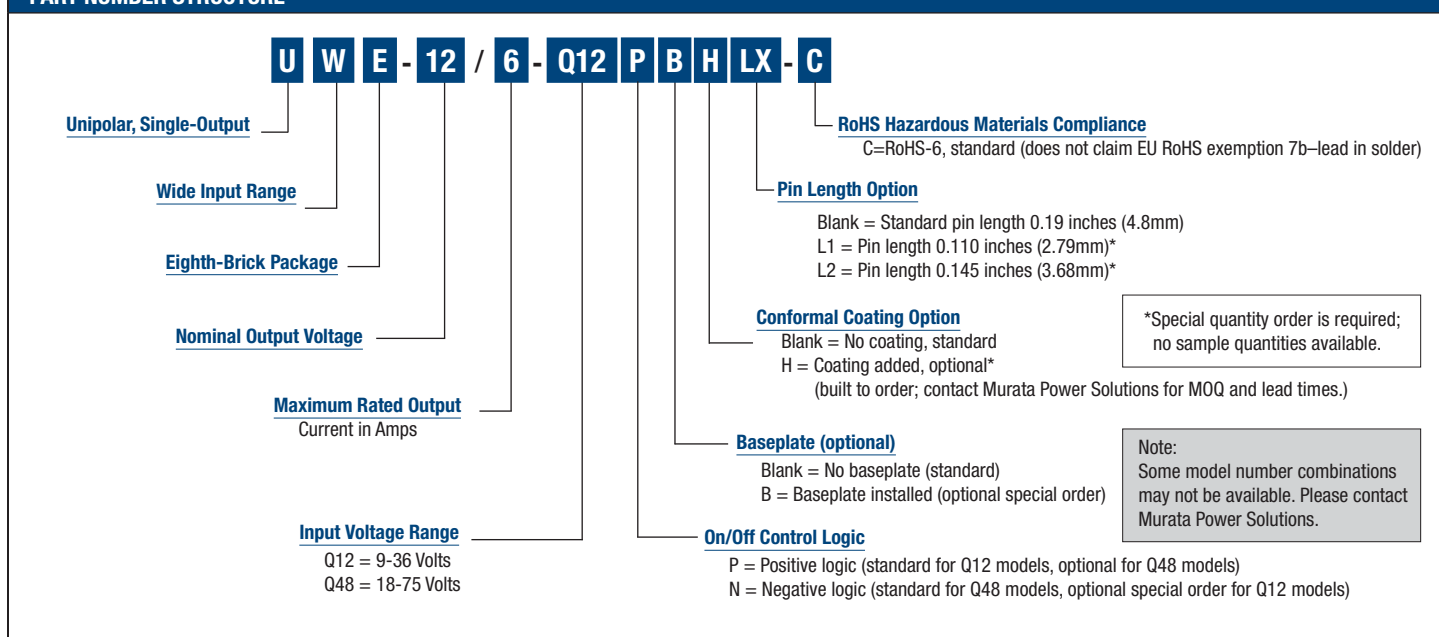 PART NUMBER STRUCTURE
U W E - 12 / 6 - Q12 P B H LX - C
Unipolar, Single-Output
RoHS Hazardous Materials Compliance
C=RoHS-6, standard (does not claim EU RoHS exemption 7b–lead in solder)
Wide Input Range
Pin Length Option
Blank = Standard pin length 0.19 inches (4.8mm)
L1 = Pin length 0.110 inches (2.79mm)*
L2 = Pin length 0.145 inches (3.68mm)*
Eighth-Brick Package
Nominal Output Voltage
Conformal Coating Option
Blank = No coating, standard
H = Coating added, optional*
(built to order; contact Murata Power Solutions for MOQ and lead times.)
*Special quantity order is required;
no sample quantities available.
Maximum Rated Output
Current in Amps
Baseplate (optional)
Blank = No baseplate (standard)
B = Baseplate installed (optional special order)
Note:
Some model number combinations
may not be available. Please contact
Murata Power Solutions.
Input Voltage Range
Q12 = 9-36 Volts
Q48 = 18-75 Volts
On/Off Control Logic
P = Positive logic (standard for Q12 models, optional for Q48 models)
N = Negative logic (standard for Q48 models, optional special order for Q12 models)